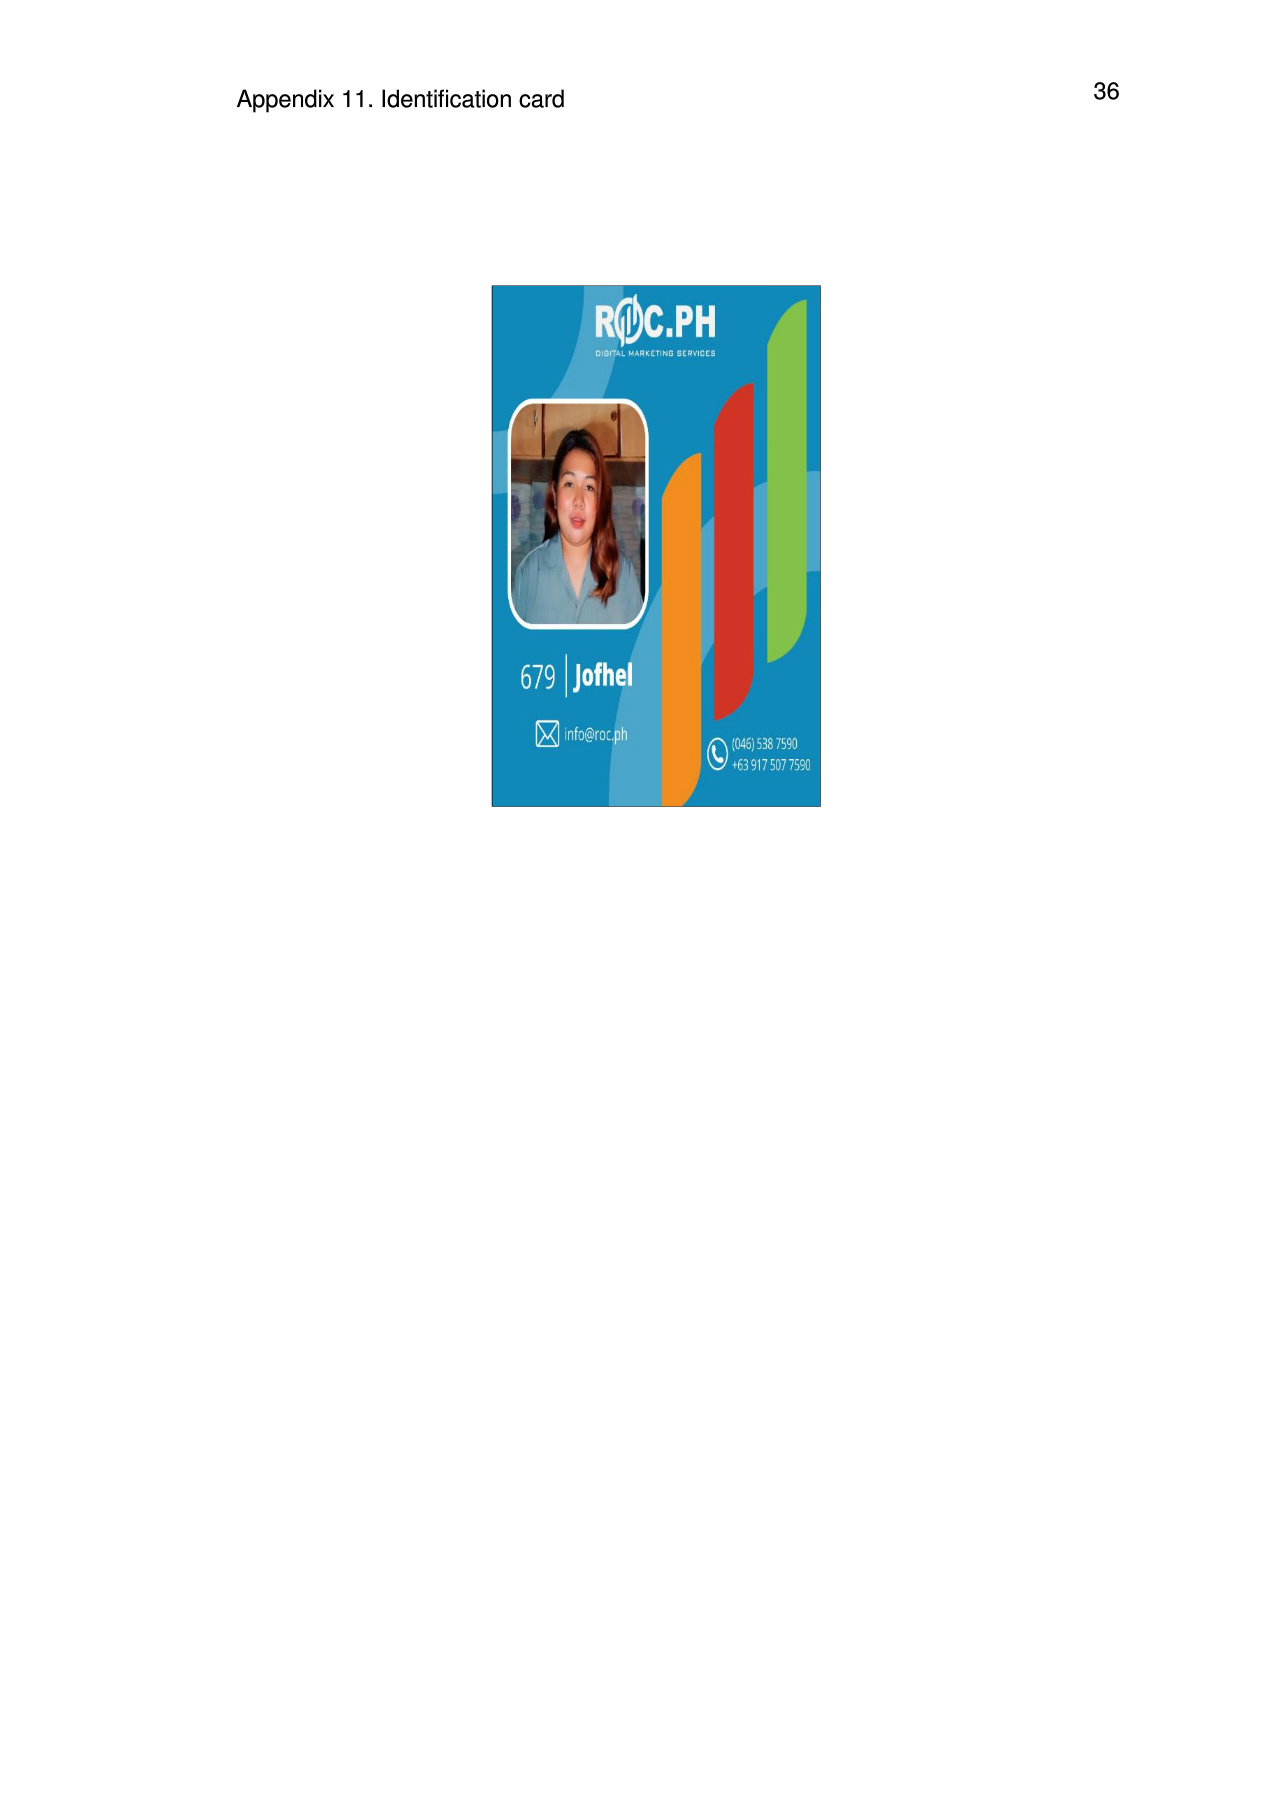 Appendix 11. Identification card
36
ROC.PH
DIGITAL MARKETING SERVICES
679 | Jofhel
info@roc.ph
(046) 538 7590
+63 917 507 7590